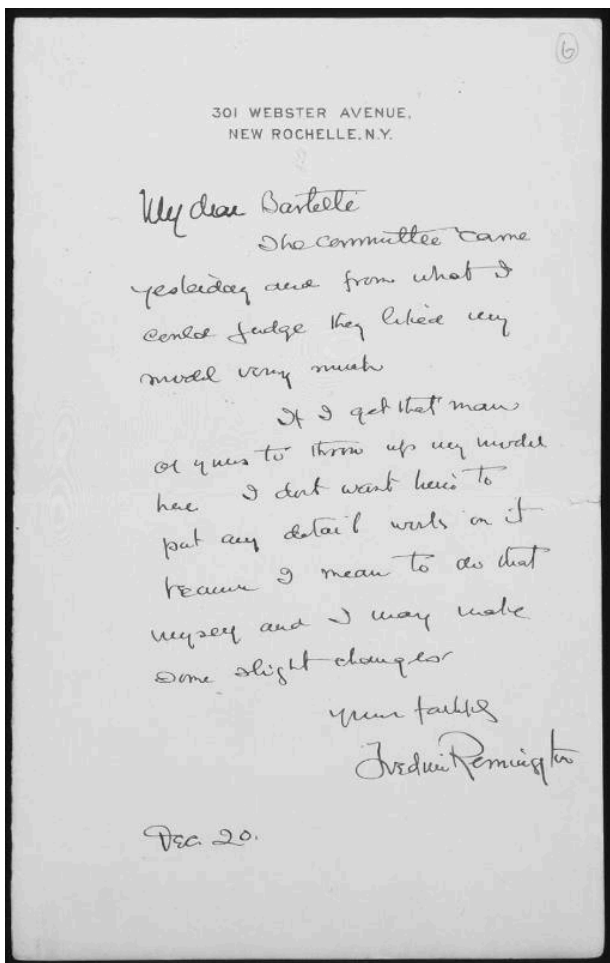 6
301 WEBSTER AVENUE,
NEW ROCHELLE, N.Y.
My dear Bartlett
The committee came
yesterday and from what I
could judge they liked my
model very much
If I get that man
of yours to throw up my model
here I dont want him to
put any detail work on it
because I mean to do that
myself and I may make
some slight changes
Yours faithfully
Frederic Remington
Dec. 20.